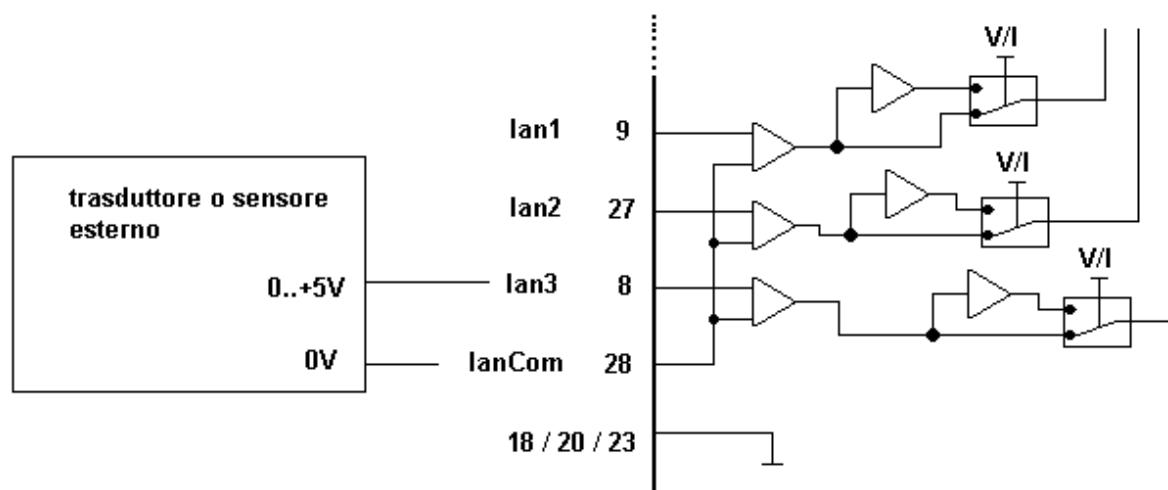 V/I
Ian1 9
V/I
trasduttore o sensore
esterno
Ian2 27
V/I
0..+5V
Ian3 8
0V
IanCom 28
18 / 20 / 23